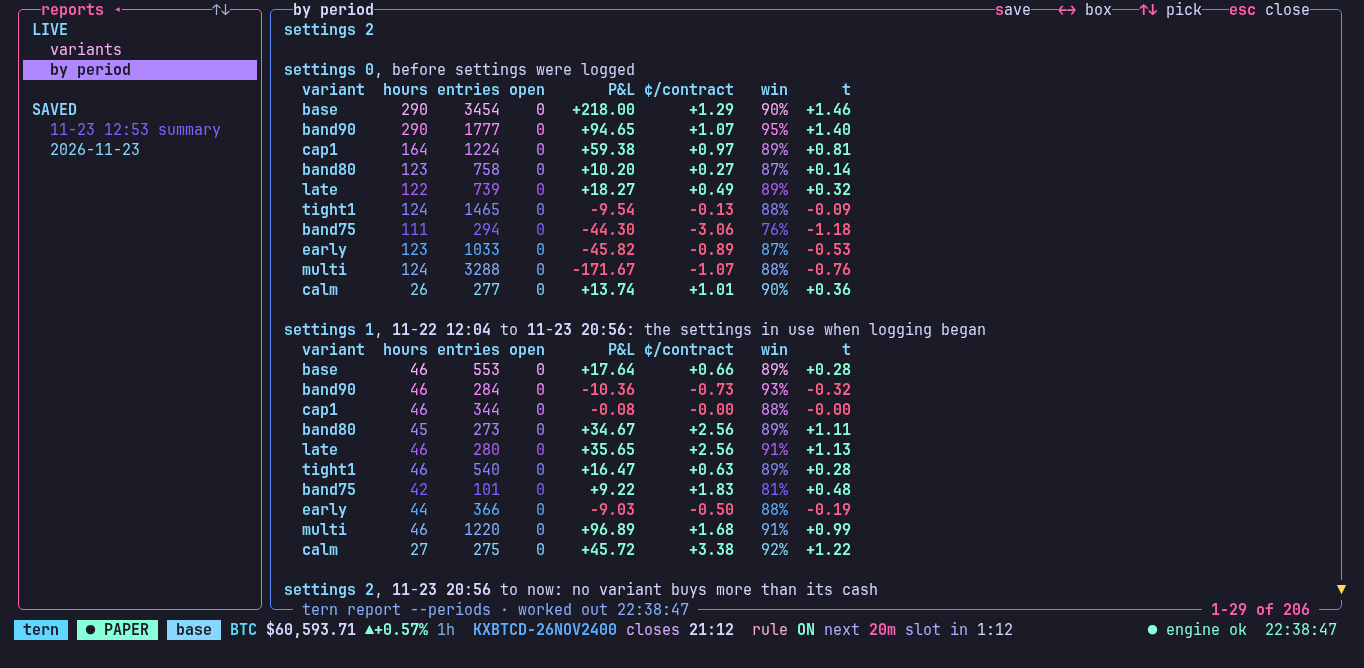 reports ◂ ↑↓
LIVE
variants
by period
SAVED
11-23 12:53 summary
2026-11-23
by period save ↔ box ↑↓ pick esc close
settings 2
settings 0, before settings were logged
variant hours entries open P&L ¢/contract win t
base 290 3454 0 +218.00 +1.29 90% +1.46
band90 290 1777 0 +94.65 +1.07 95% +1.40
cap1 164 1224 0 +59.38 +0.97 89% +0.81
band80 123 758 0 +10.20 +0.27 87% +0.14
late 122 739 0 +18.27 +0.49 89% +0.32
tight1 124 1465 0 -9.54 -0.13 88% -0.09
band75 111 294 0 -44.30 -3.06 76% -1.18
early 123 1033 0 -45.82 -0.89 87% -0.53
multi 124 3288 0 -171.67 -1.07 88% -0.76
calm 26 277 0 +13.74 +1.01 90% +0.36
settings 1, 11-22 12:04 to 11-23 20:56: the settings in use when logging began
variant hours entries open P&L ¢/contract win t
base 46 553 0 +17.64 +0.66 89% +0.28
band90 46 284 0 -10.36 -0.73 93% -0.32
cap1 46 344 0 -0.08 -0.00 88% -0.00
band80 45 273 0 +34.67 +2.56 89% +1.11
late 46 280 0 +35.65 +2.56 91% +1.13
tight1 46 540 0 +16.47 +0.63 89% +0.28
band75 42 101 0 +9.22 +1.83 81% +0.48
early 44 366 0 -9.03 -0.50 88% -0.19
multi 46 1220 0 +96.89 +1.68 91% +0.99
calm 27 275 0 +45.72 +3.38 92% +1.22
settings 2, 11-23 20:56 to now: no variant buys more than its cash
tern report --periods · worked out 22:38:47 1-29 of 206
tern ● PAPER base BTC $60,593.71 ▲+0.57% 1h KXBTCD-26NOV2400 closes 21:12 rule ON next 20m slot in 1:12 ● engine ok 22:38:47